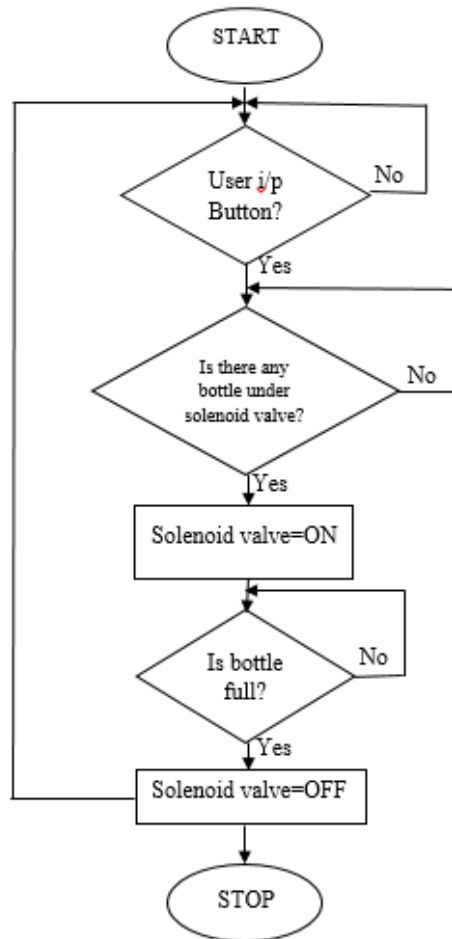 START
User i/p
Button?
No
Yes
Is there any
bottle under
solenoid valve?
No
Yes
Solenoid valve=ON
Is bottle
full?
No
Yes
Solenoid valve=OFF
STOP